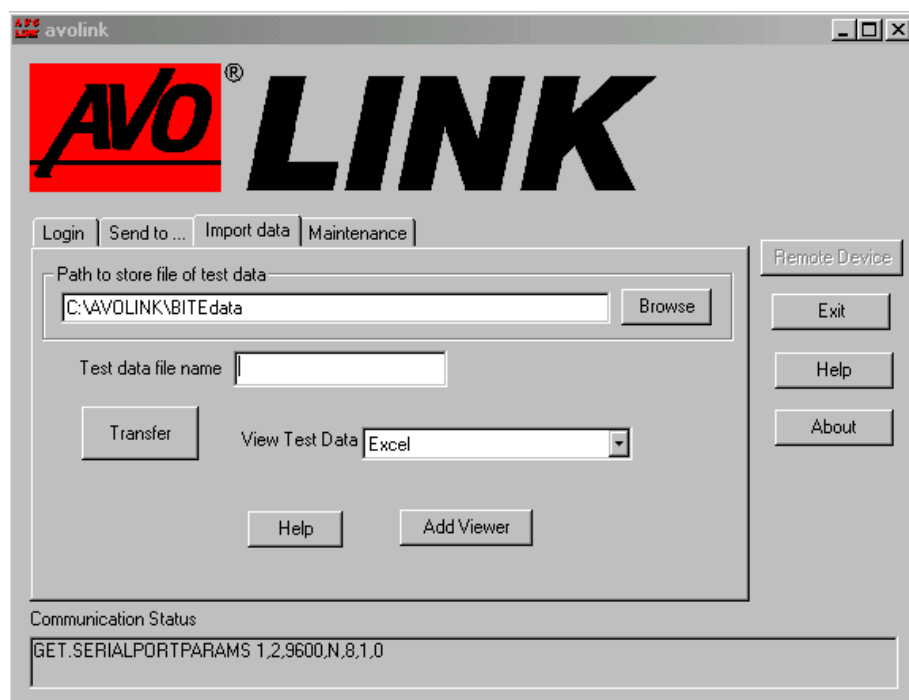 avolink
AVO® LINK
Login Send to ... Import data Maintenance
Remote Device
Path to store file of test data
C:\AVOLINK\BITEdata Browse
Exit
Test data file name
Help
Transfer
View Test Data Excel
About
Help Add Viewer
Communication Status
GET.SERIALPORTPARAMS 1,2,9600,N,8,1,0